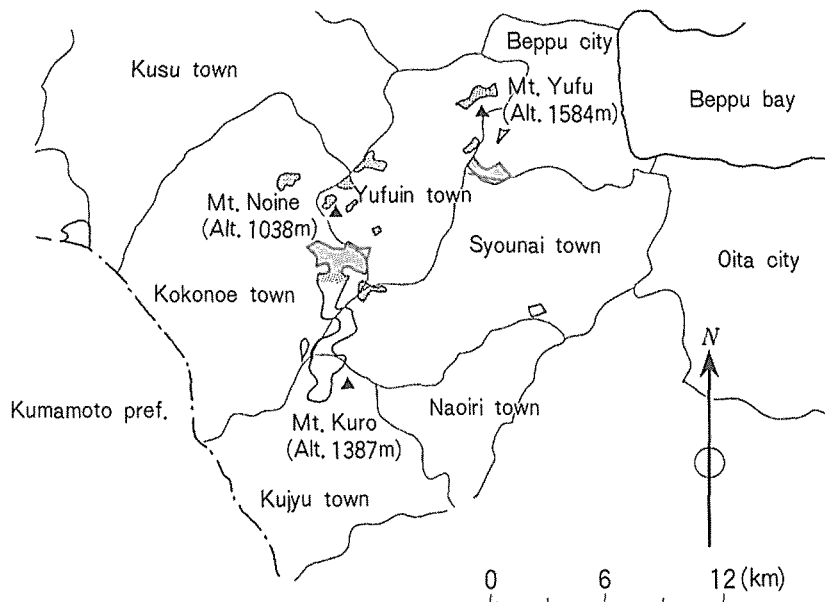 Beppu city
Kusu town
Mt. Yufu
(Alt. 1584m)
Beppu bay
Mt. Noine
(Alt. 1038m)
Yufuin town
Syounai town
Oita city
Kokonoe town
Kumamoto pref.
Mt. Kuro
(Alt. 1387m)
Naoiri town
Kujyu town
N
0 6 12 (km)